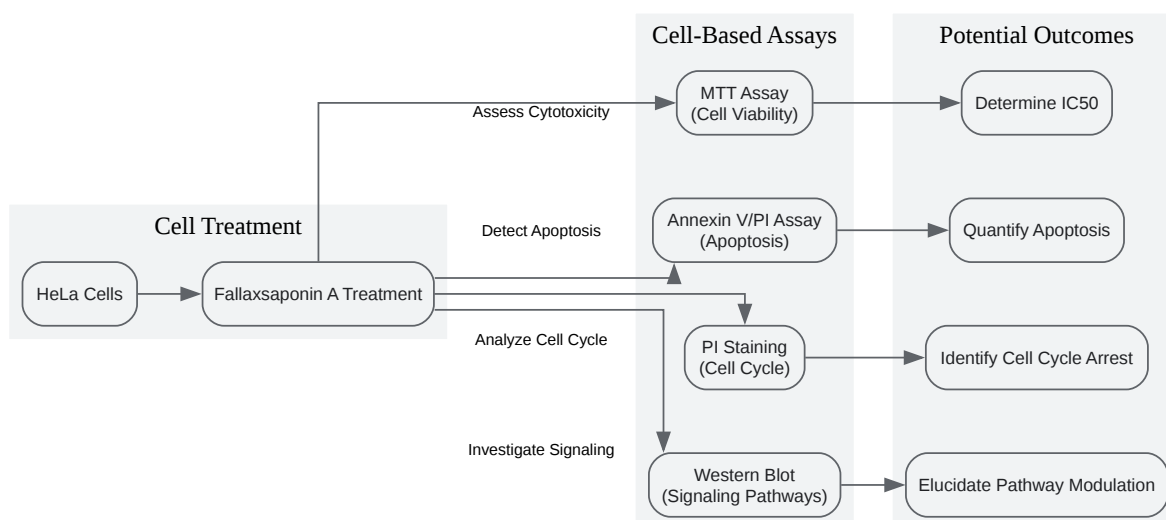 Cell-Based Assays
Potential Outcomes
MTT Assay
(Cell Viability)
Determine IC50
Assess Cytotoxicity
Cell Treatment
Annexin V/PI Assay
(Apoptosis)
Quantify Apoptosis
Detect Apoptosis
HeLa Cells
Fallaxsaponin A Treatment
Analyze Cell Cycle
PI Staining
(Cell Cycle)
Identify Cell Cycle Arrest
Investigate Signaling
Western Blot
(Signaling Pathways)
Elucidate Pathway Modulation